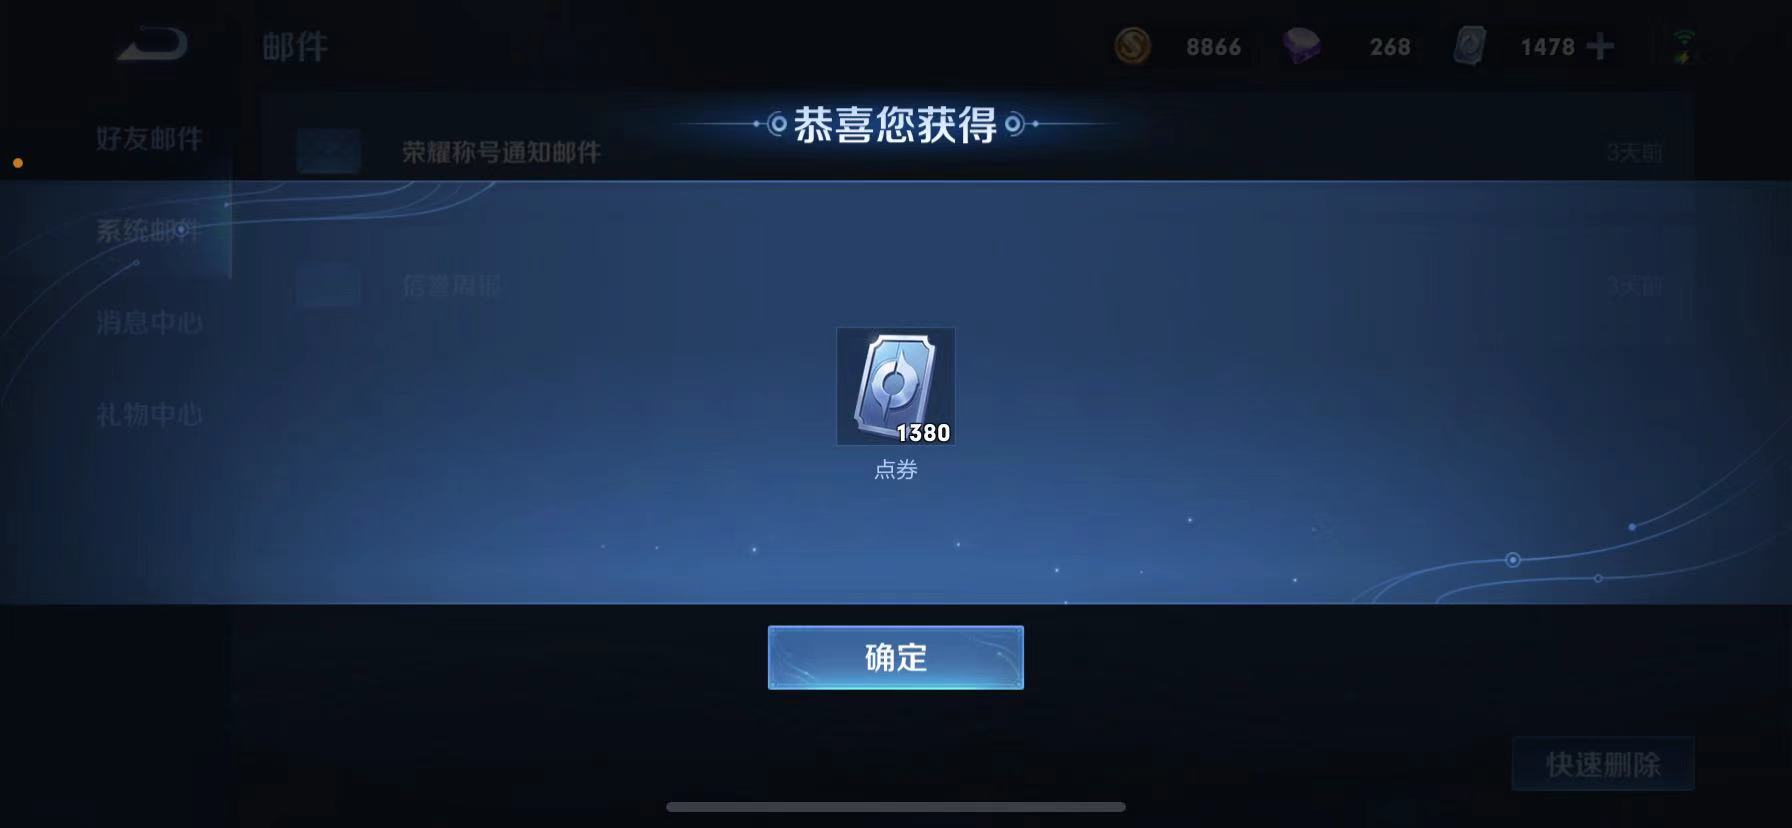 邮件
8866
268
1478
恭喜您获得
好友邮件
荣耀称号通知邮件
3天前
系统邮件
信誉周报
3天前
消息中心
礼物中心
1380
点券
确定
快速删除